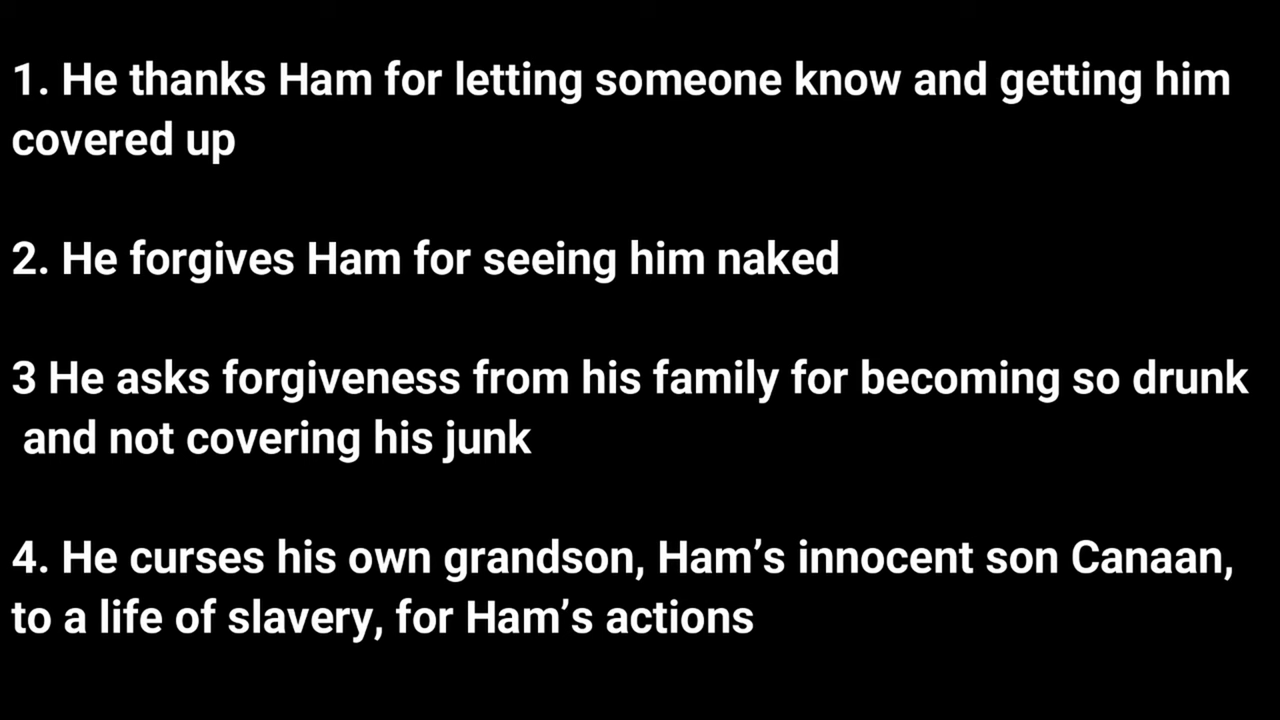 1. He thanks Ham for letting someone know and getting him
covered up
2. He forgives Ham for seeing him naked
3 He asks forgiveness from his family for becoming so drunk
and not covering his junk
4. He curses his own grandson, Ham’s innocent son Canaan,
to a life of slavery, for Ham’s actions